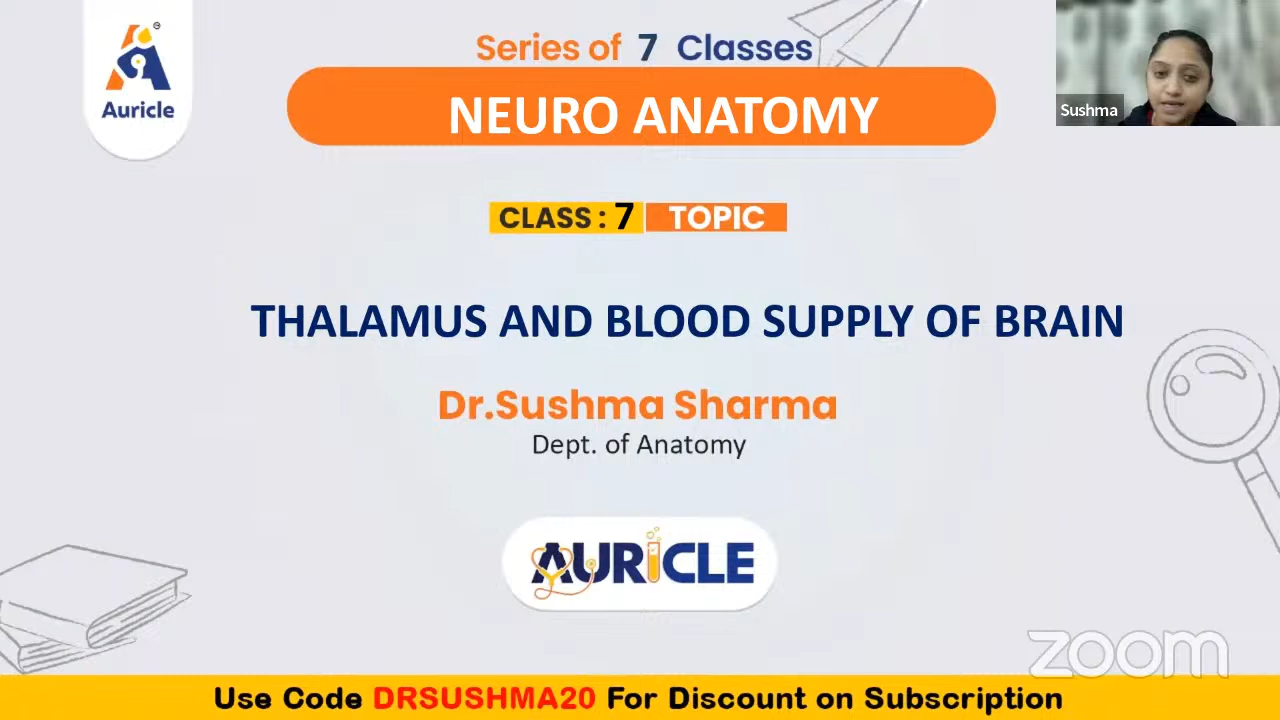 Auricle
Series of 7 Classes
NEURO ANATOMY
Sushma
CLASS : 7 TOPIC
THALAMUS AND BLOOD SUPPLY OF BRAIN
Dr.Sushma Sharma
Dept. of Anatomy
AURICLE
zoom
Use Code DRSUSHMA20 For Discount on Subscription